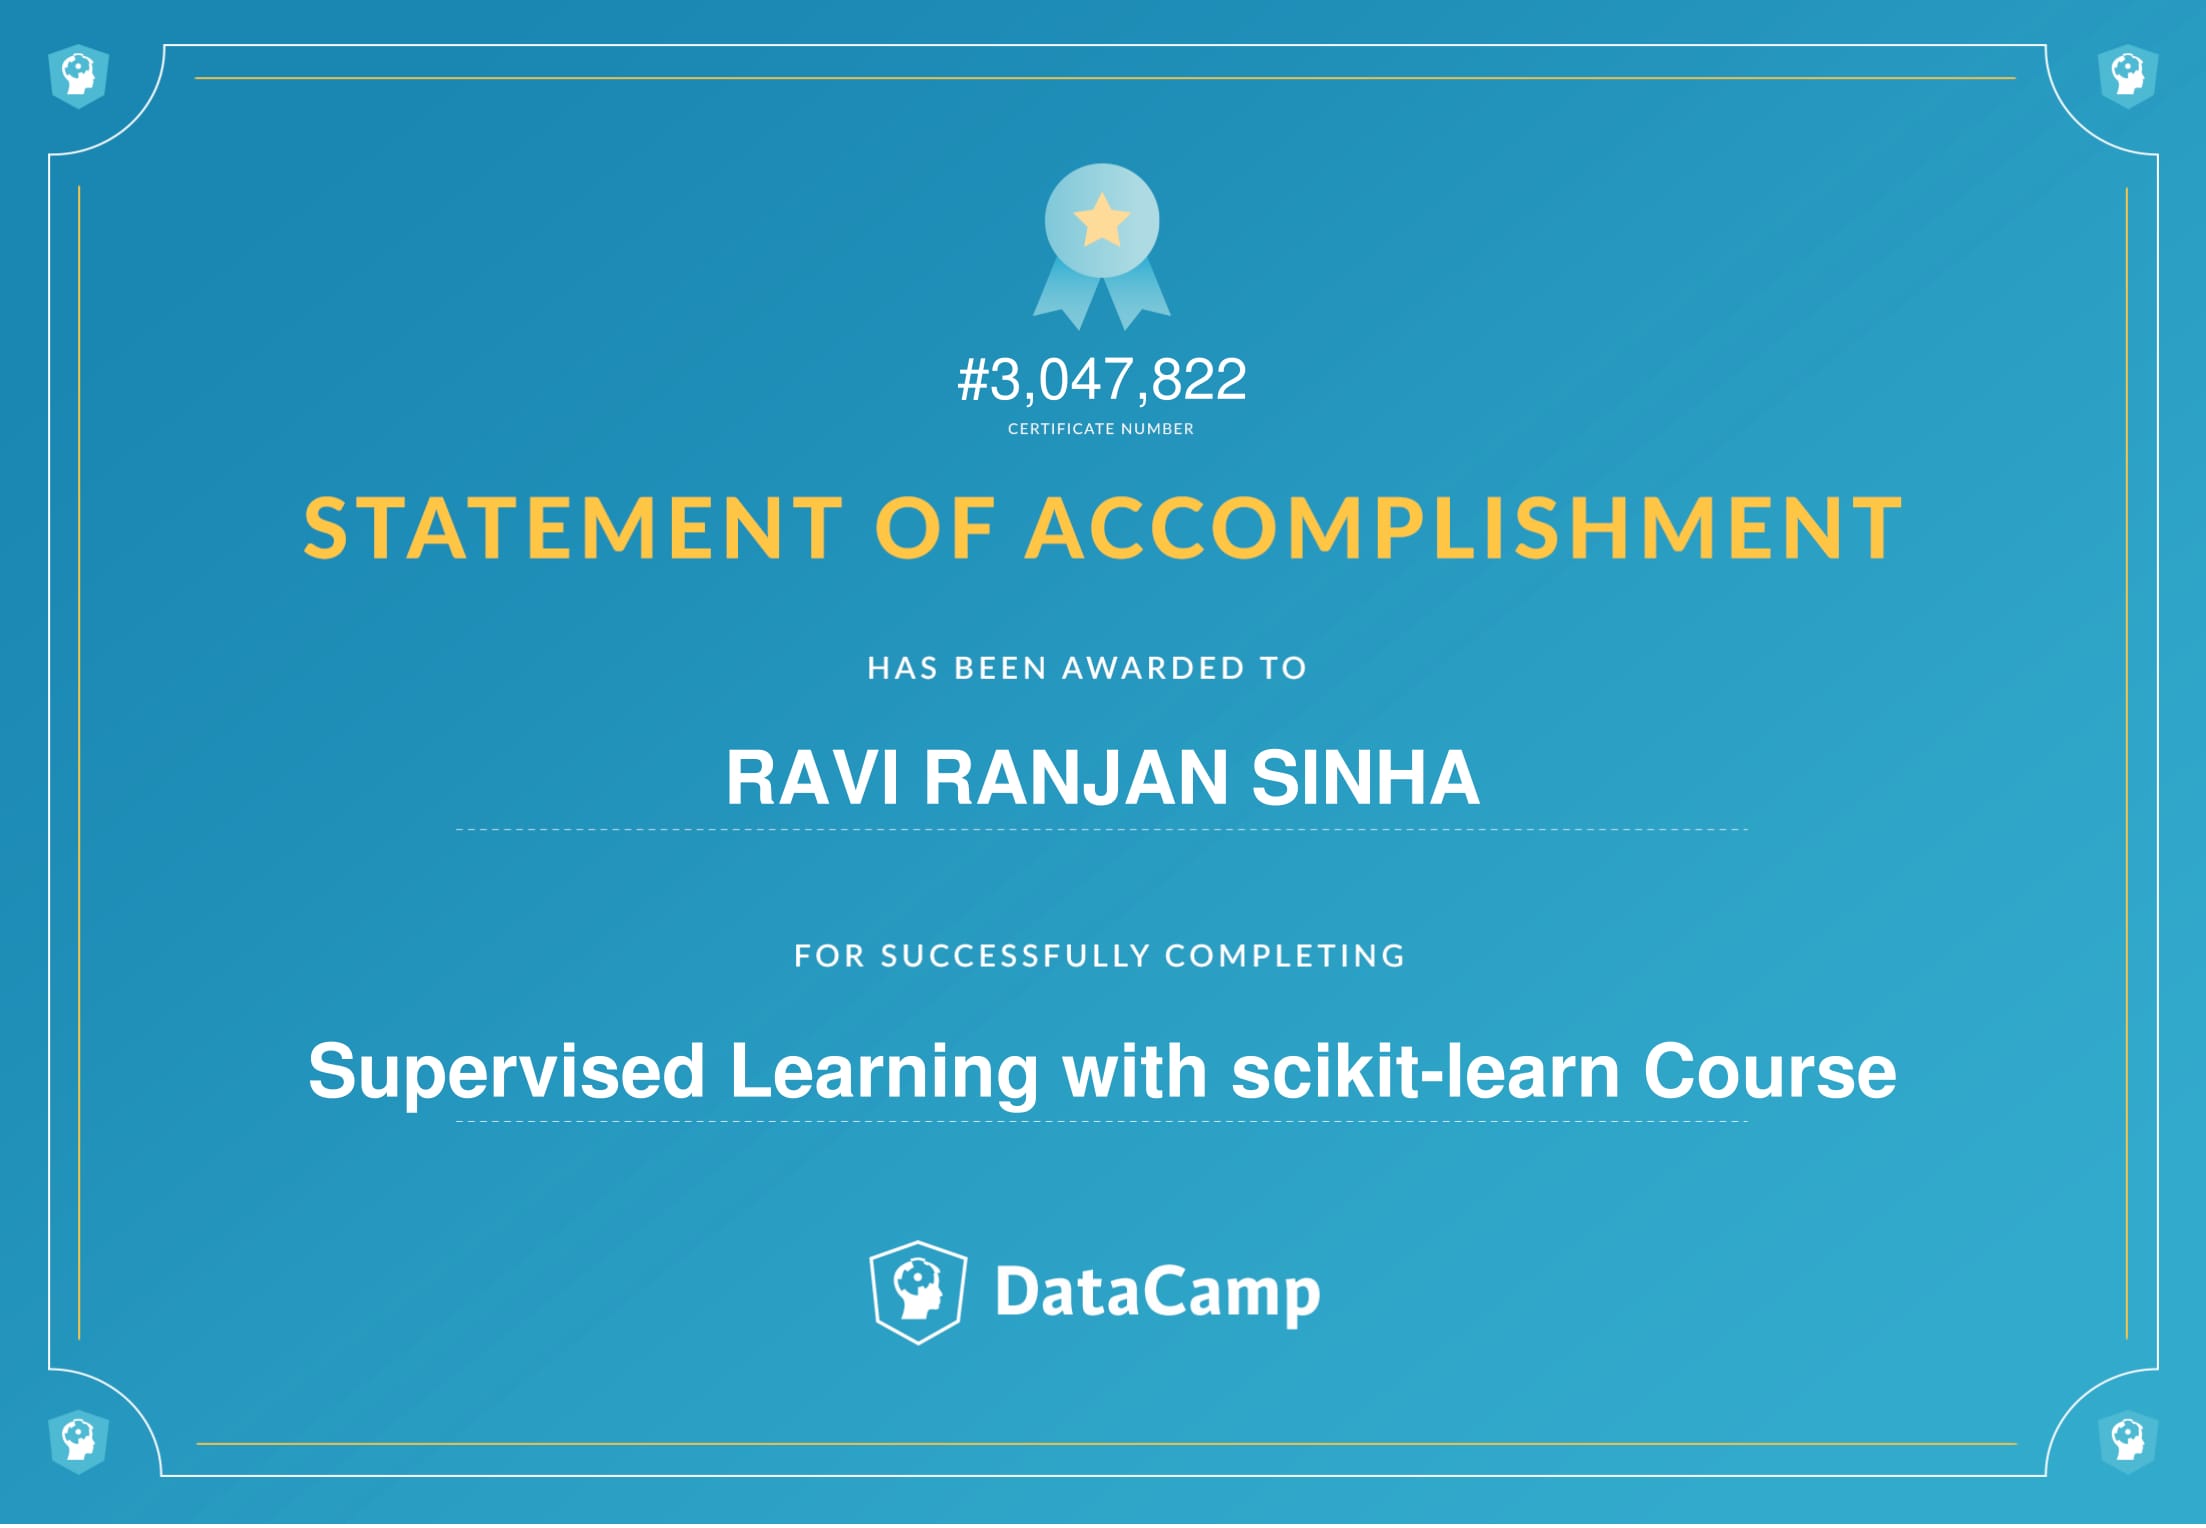 #3,047,822
CERTIFICATE NUMBER
STATEMENT OF ACCOMPLISHMENT
HAS BEEN AWARDED TO
RAVI RANJAN SINHA
FOR SUCCESSFULLY COMPLETING
Supervised Learning with scikit-learn Course
DataCamp